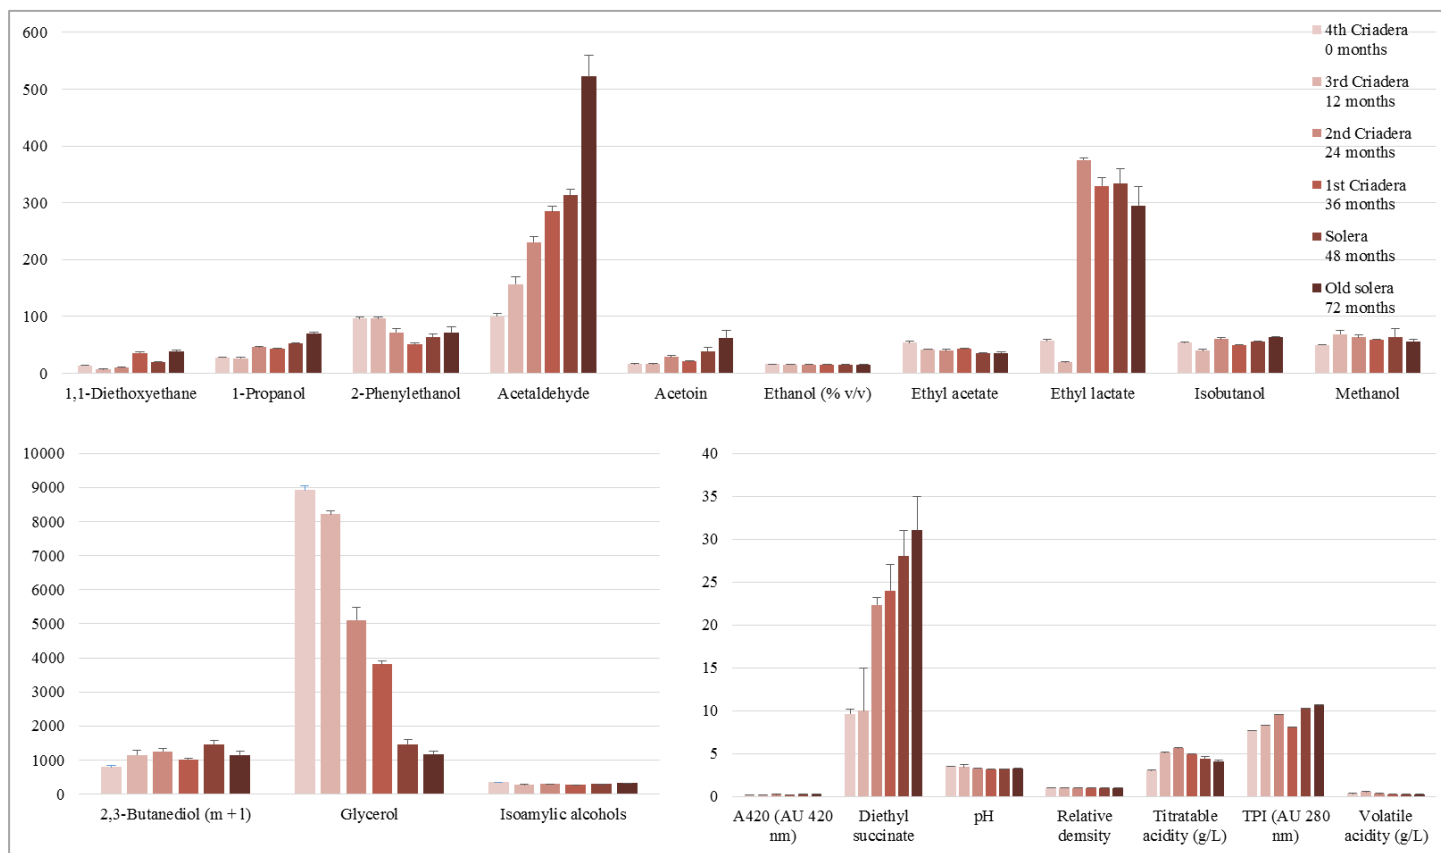 600
500
400
300
200
100
0
1,1-Diethoxyethane
1-Propanol
2-Phenylethanol
Acetaldehyde
Acetoin
Ethanol (% v/v)
Ethyl acetate
Ethyl lactate
Isobutanol
Methanol
4th Criadera
0 months
3rd Criadera
12 months
2nd Criadera
24 months
1st Criadera
36 months
Solera
48 months
Old solera
72 months
10000
9000
8000
7000
6000
5000
4000
3000
2000
1000
0
2,3-Butanediol (m + l)
Glycerol
Isoamylic alcohols
40
35
30
25
20
15
10
5
0
A420 (AU 420
nm)
Diethyl
succinate
pH
Relative
demsity
Titratable
acidity (g/L)
TPI (AU 280
nm)
Volatile
acidity (g/L)